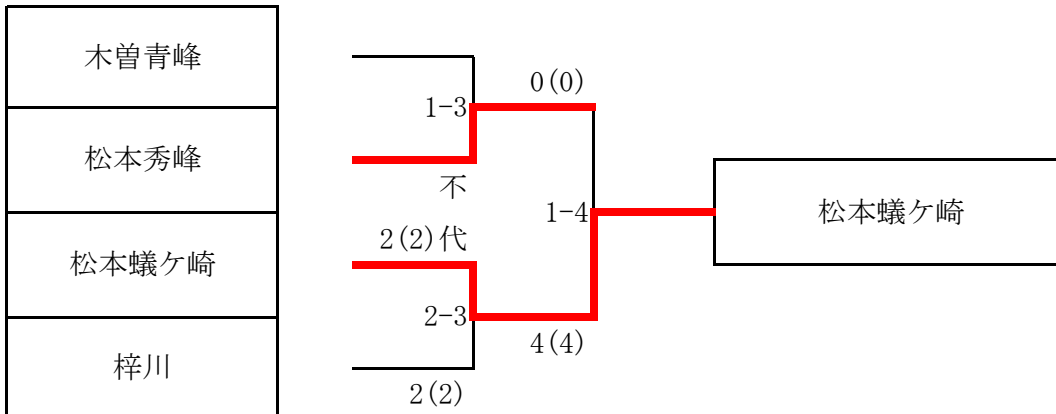 木曽青峰
松本秀峰
松本蟻ケ崎
梓川
1-3
不
2(2)代
2-3
2(2)
0(0)
1-4
4(4)
松本蟻ケ崎